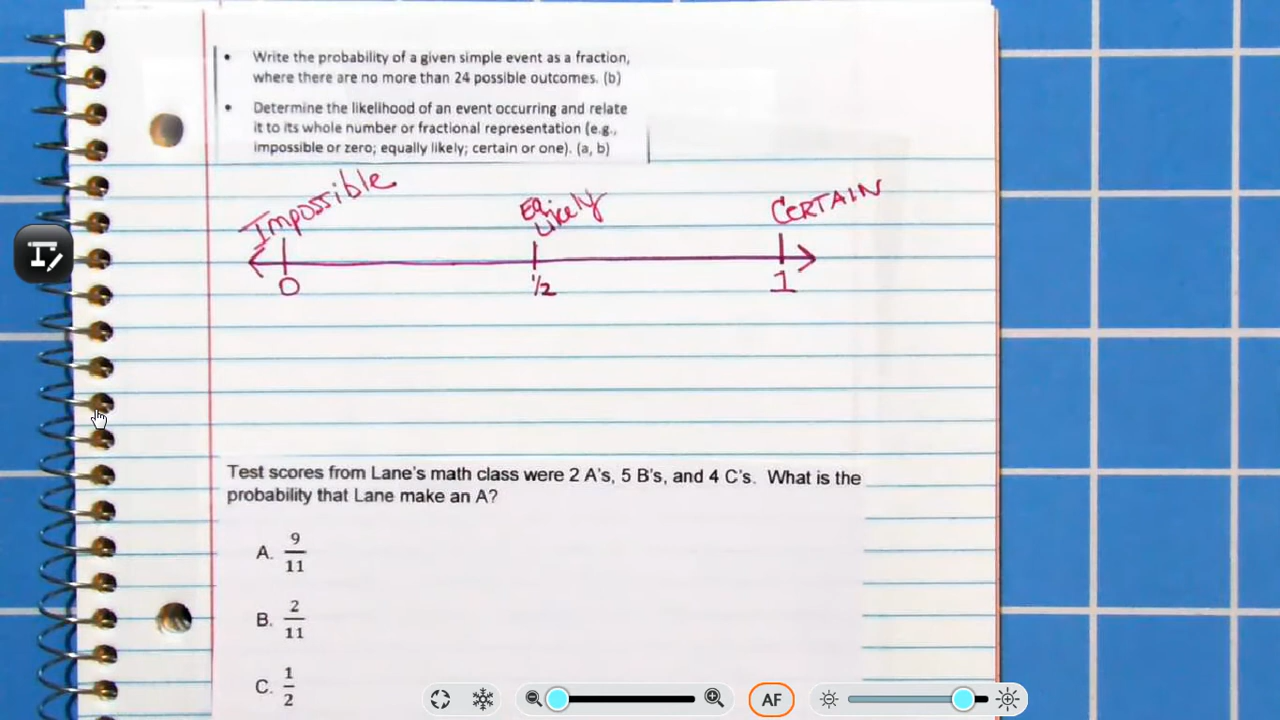 • Write the probability of a given simple event as a fraction,
where there are no more than 24 possible outcomes. (b)
• Determine the likelihood of an event occurring and relate
it to its whole number or fractional representation (e.g.,
impossible or zero; equally likely; certain or one). (a, b)
Impossible Eq. Likely CERTAIN
0 1/2 1
Test scores from Lane's math class were 2 A's, 5 B's, and 4 C's. What is the
probability that Lane make an A?
A. 9/11
B. 2/11
C. 1/2
AF